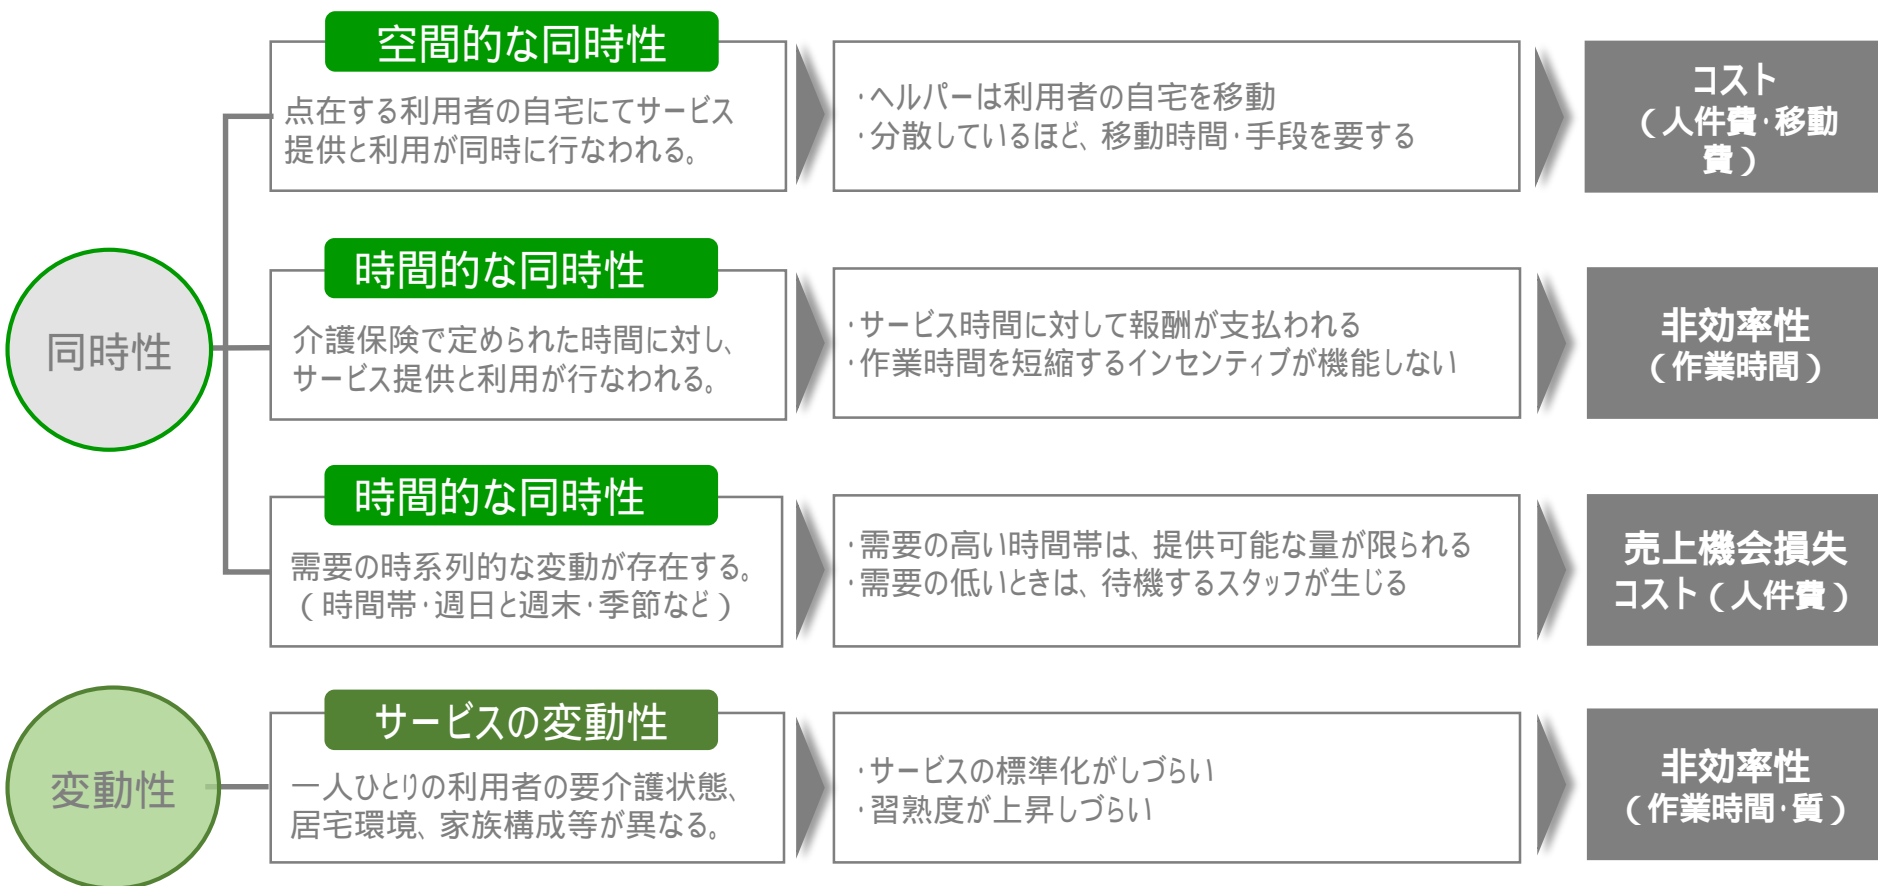 空間的な同時性
点在する利用者の自宅にてサービス
提供と利用が同時に行なわれる。
・ヘルパーは利用者の自宅を移動
・分散しているほど、移動時間・手段を要する
コスト
（人件費・移動
費）
同時性
時間的な同時性
介護保険で定められた時間に対し、
サービス提供と利用が行なわれる。
・サービス時間に対して報酬が支払われる
・作業時間を短縮するインセンティブが機能しない
非効率性
（作業時間）
時間的な同時性
需要の時系列的な変動が存在する。
（時間帯・週日と週末・季節など）
・需要の高い時間帯は、提供可能な量が限られる
・需要の低いときは、待機するスタッフが生じる
売上機会損失
コスト（人件費）
変動性
サービスの変動性
一人ひとりの利用者の要介護状態、
居宅環境、家族構成等が異なる。
・サービスの標準化がしづらい
・習熟度が上昇しづらい
非効率性
（作業時間・質）